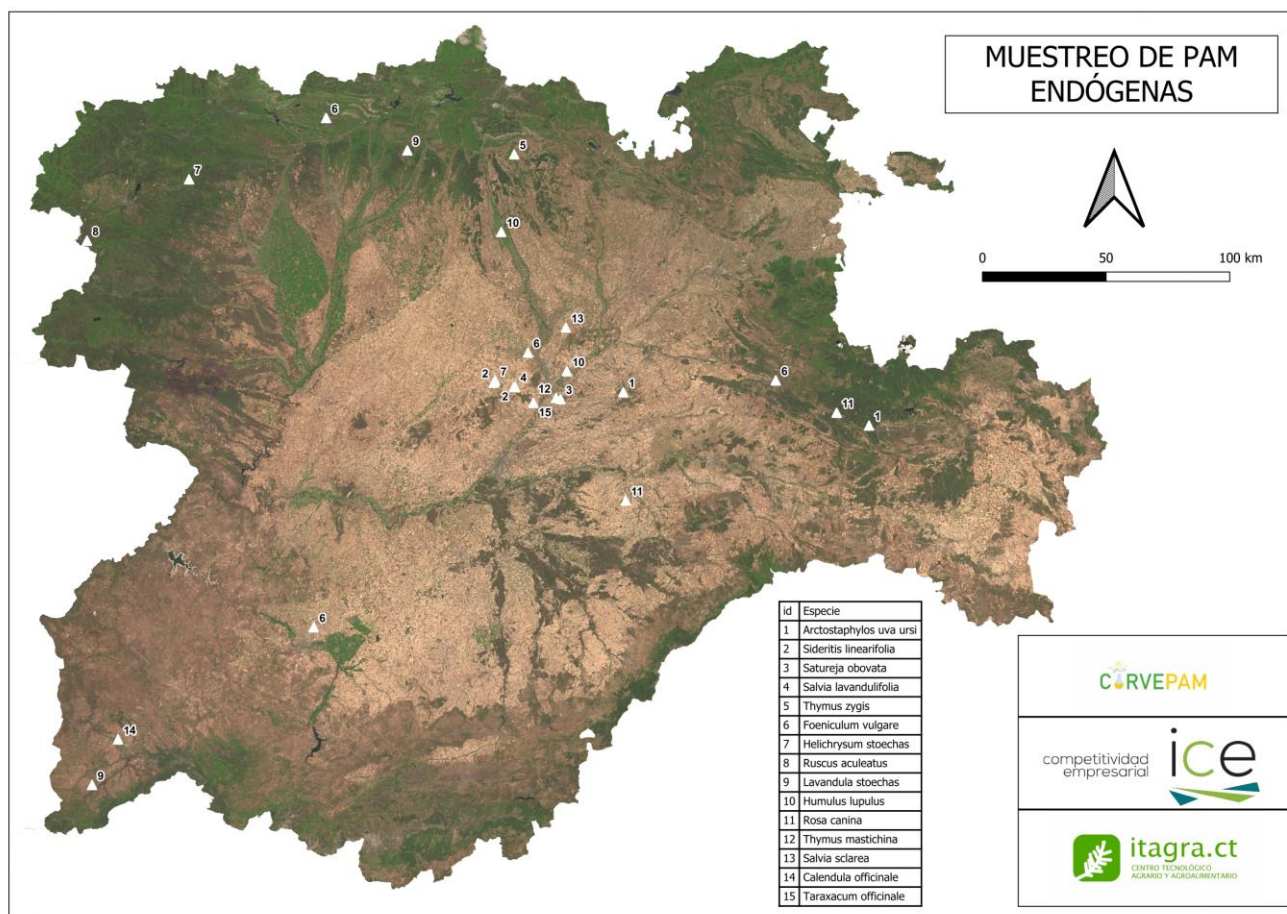 MUESTREO DE PAM
ENDÓGENAS
0 50 100 km
6
9
5
7
8
10
13
6
10
2 7 4
2
12 3
15
1
6
11
1
11
6
14
9
id Especie
1 Arctostaphylos uva ursi
2 Sideritis linearifolia
3 Satureja obovata
4 Salvia lavandulifolia
5 Thymus zygis
6 Foeniculum vulgare
7 Helichrysum stoechas
8 Ruscus aculeatus
9 Lavandula stoechas
10 Humulus lupulus
11 Rosa canina
12 Thymus mastichina
13 Salvia sclarea
14 Calendula officinale
15 Taraxacum officinale
CURVEPAM
competitividad
empresarial
ice
itagra.ct
CENTRO TECNOLÓGICO
AGRARIO Y AGROALIMENTARIO